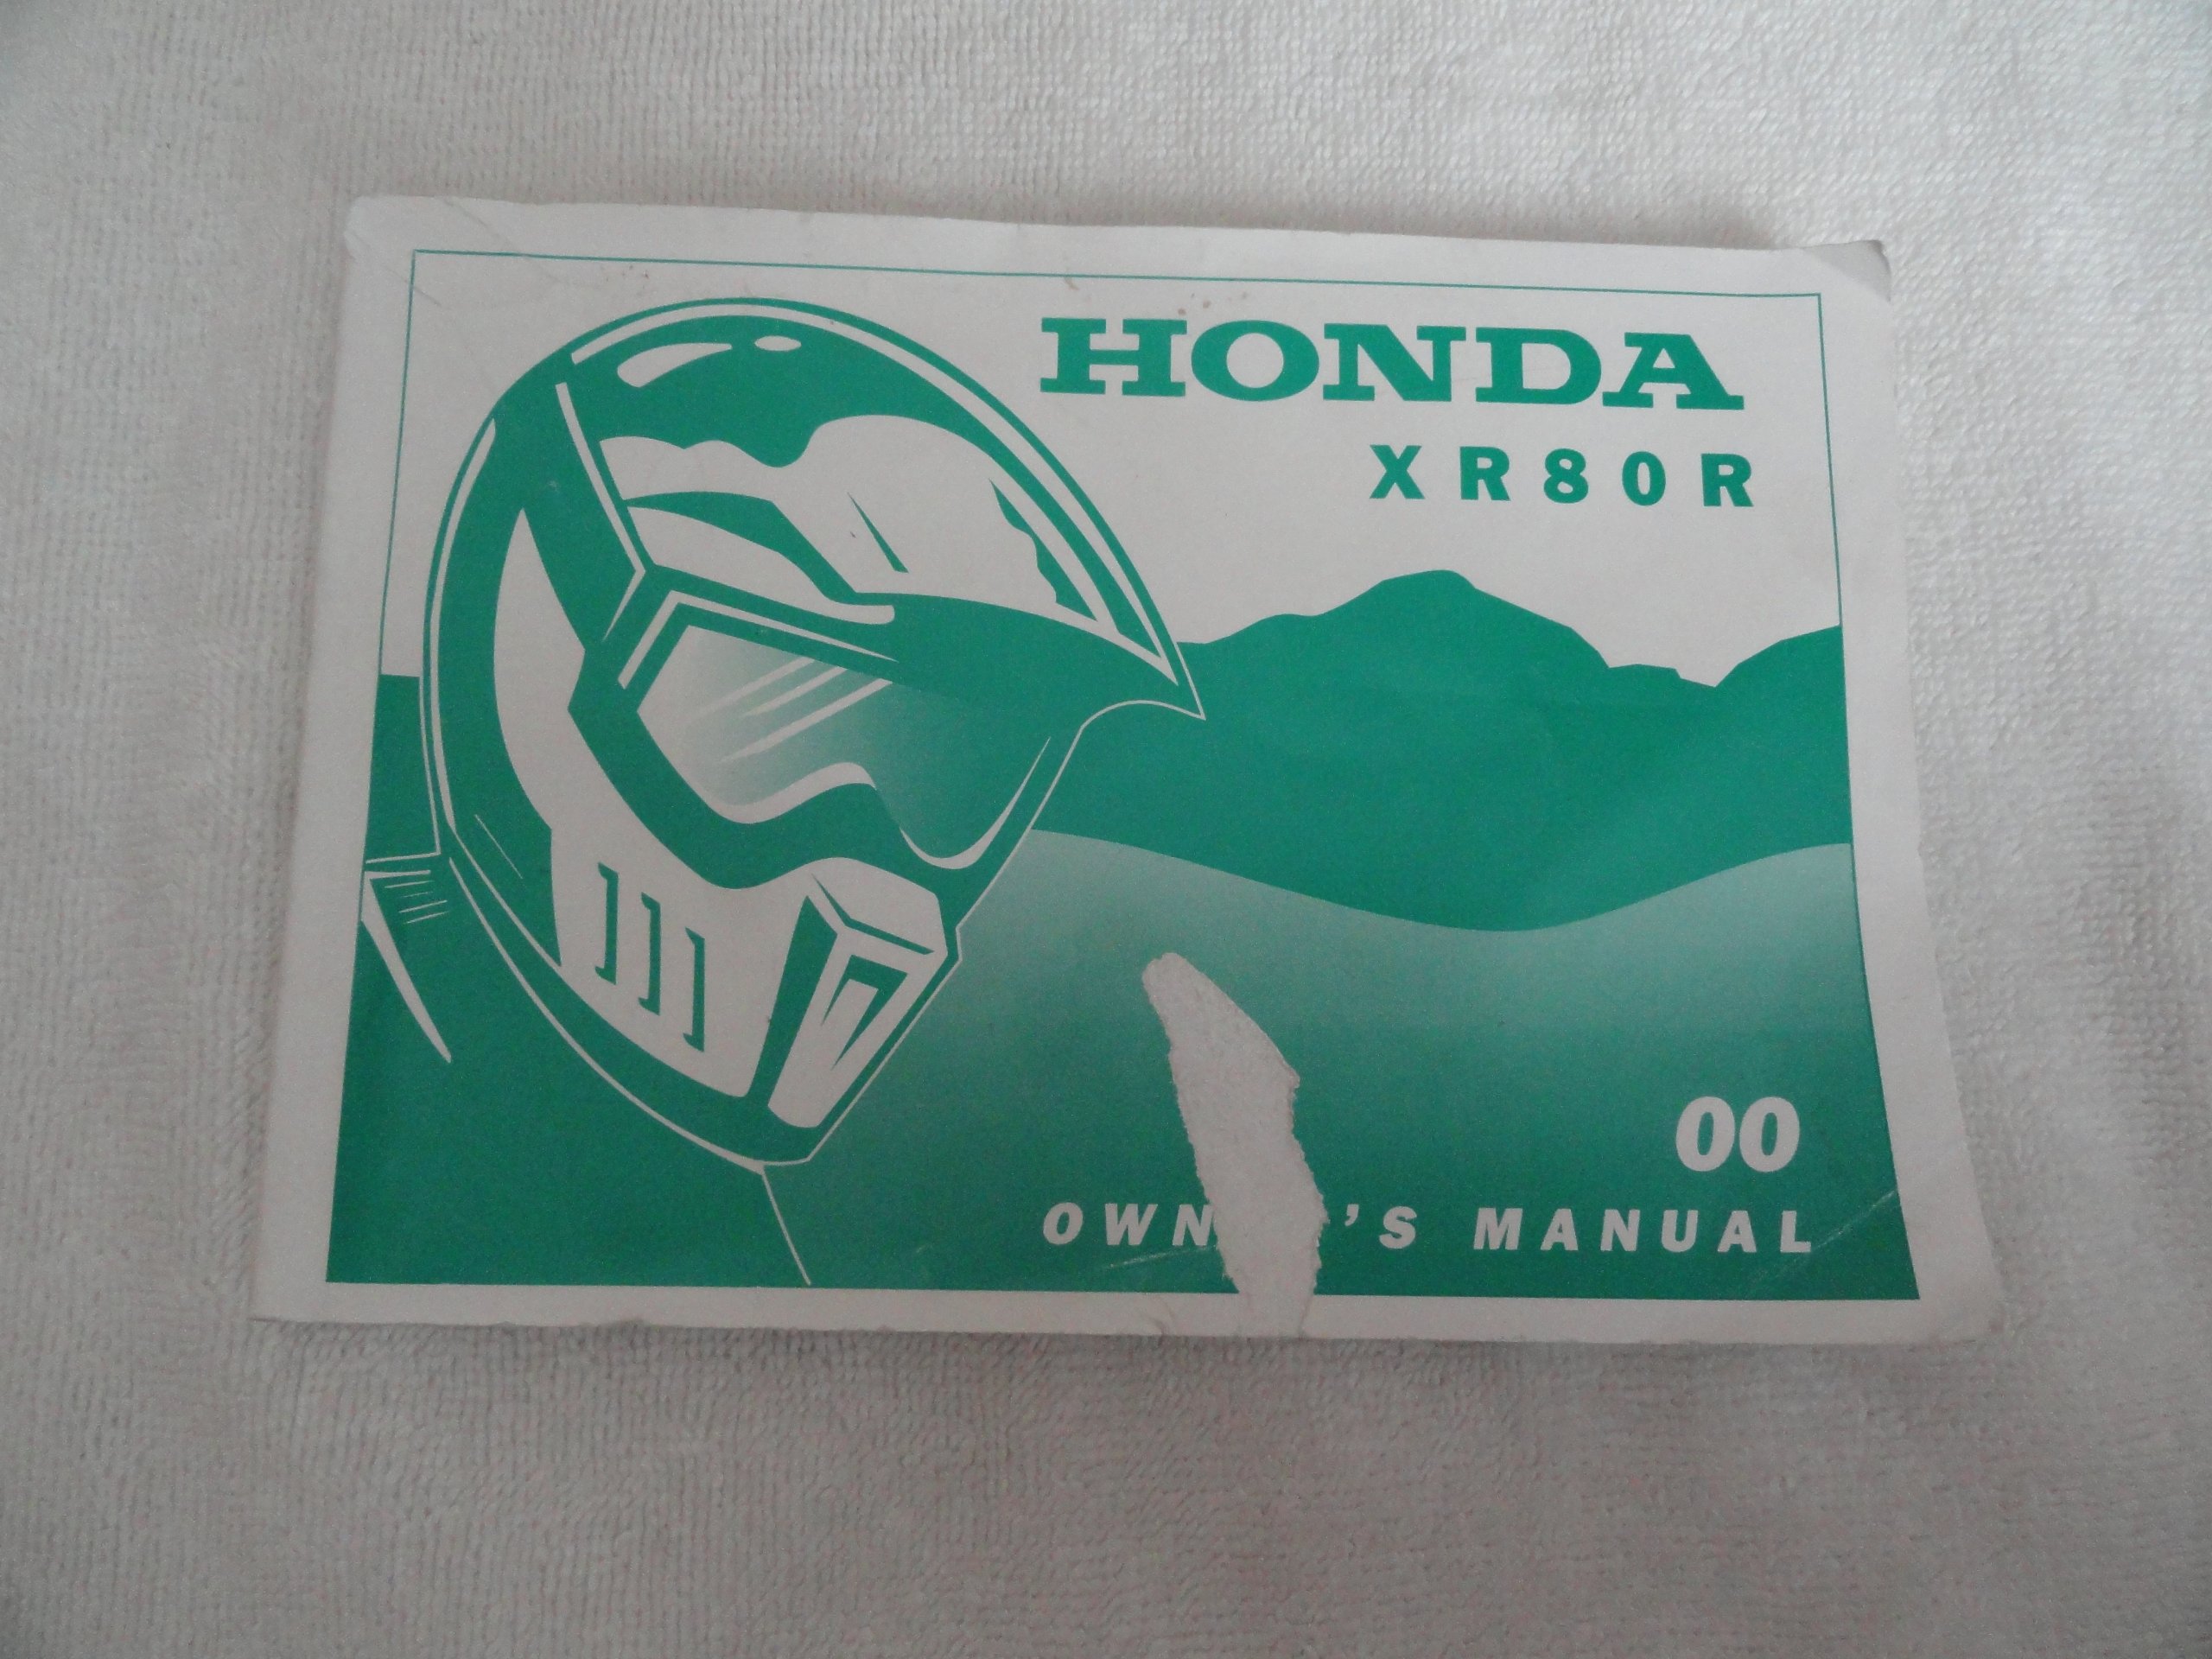 HONDA
XR80R
00
OWN 'S MANUAL